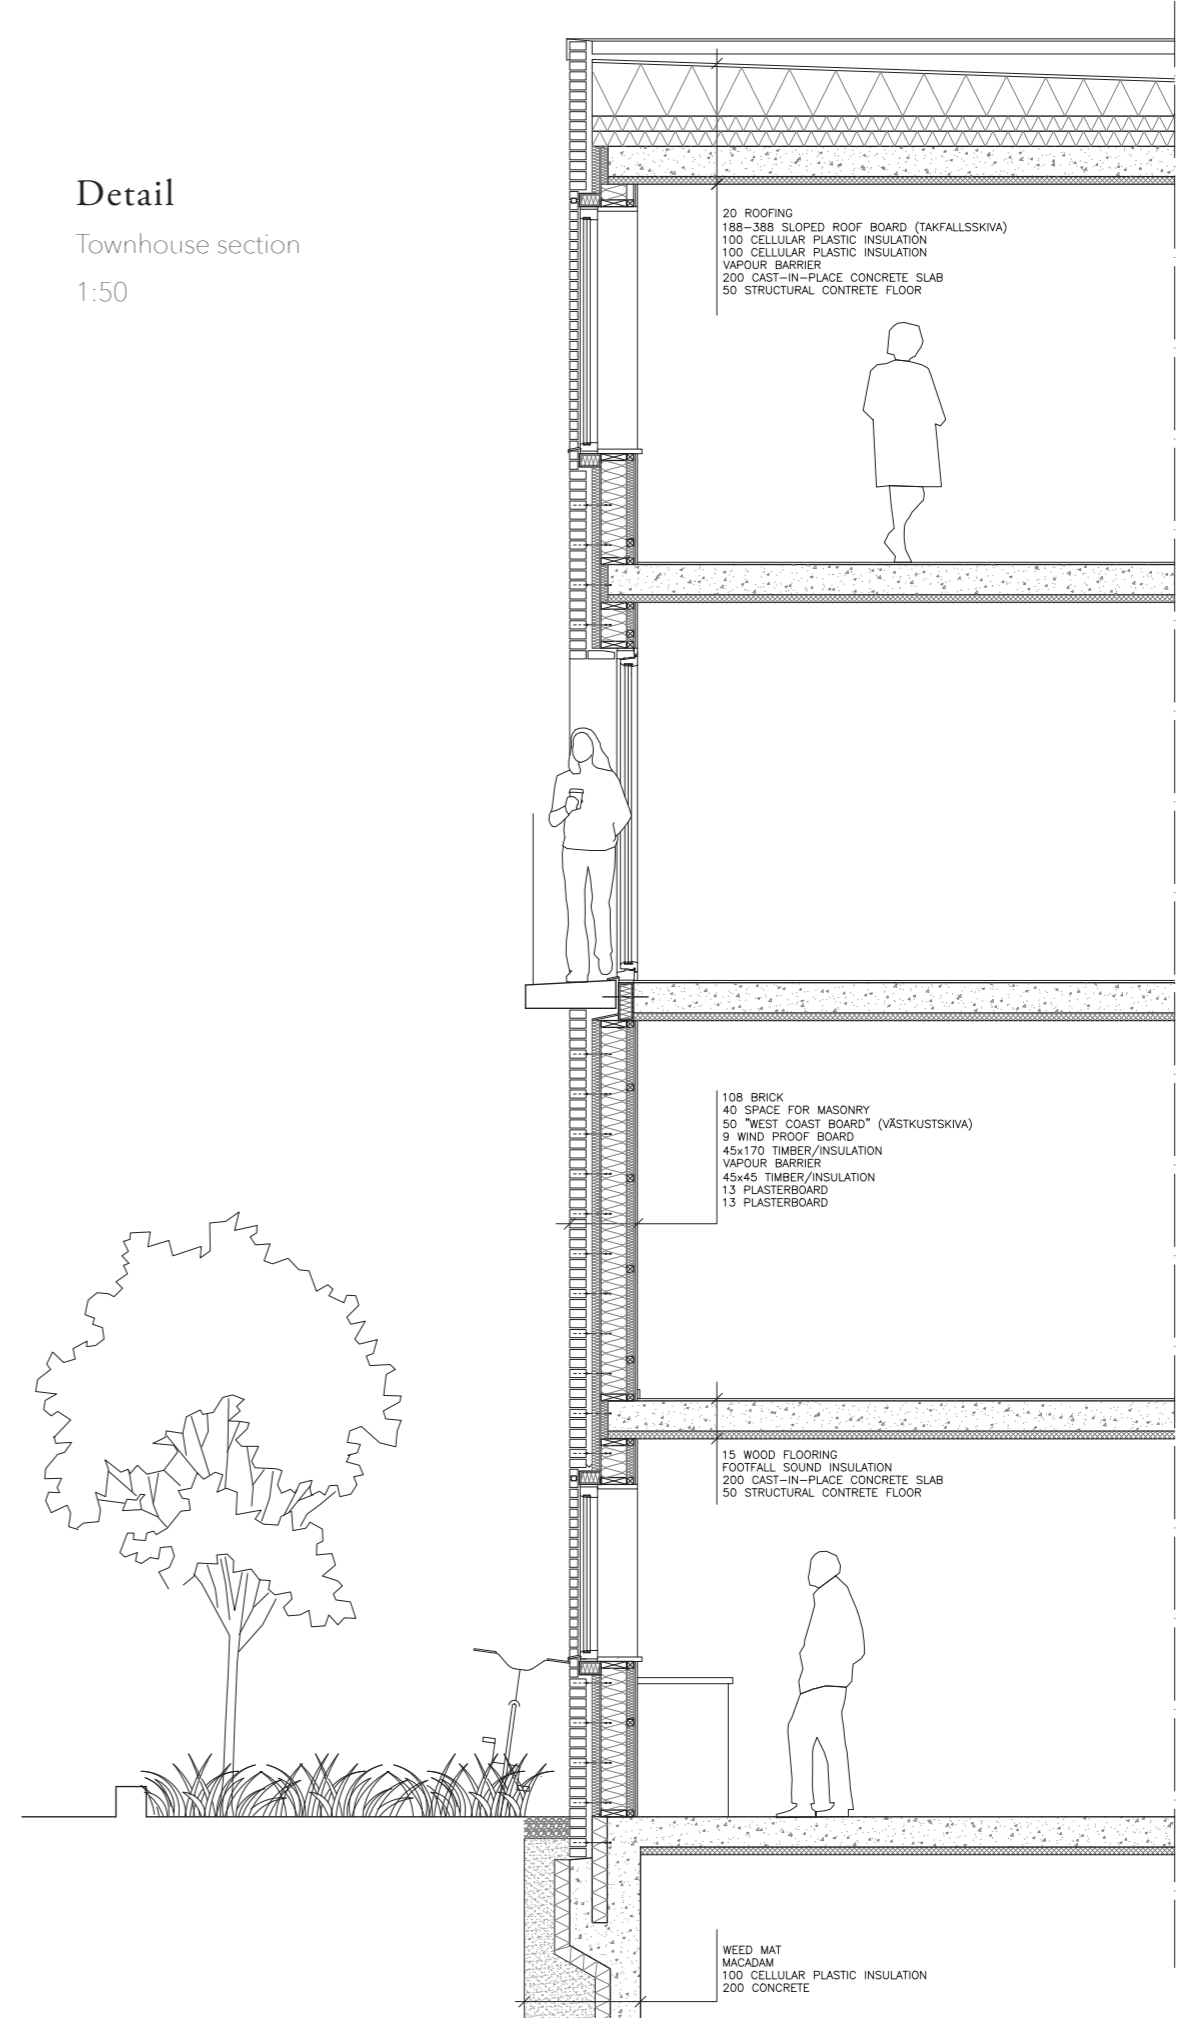 Detail
Townhouse section
1:50
20 ROOFING
188-388 SLOPED ROOF BOARD (TAKFALLSSKIVA)
100 CELLULAR PLASTIC INSULATION
100 CELLULAR PLASTIC INSULATION
VAPOUR BARRIER
200 CAST-IN-PLACE CONCRETE SLAB
50 STRUCTURAL CONTRETE FLOOR
108 BRICK
40 SPACE FOR MASONRY
50 "WEST COAST BOARD" (VÄSTKUSTSKIVA)
9 WIND PROOF BOARD
45x170 TIMBER/INSULATION
VAPOUR BARRIER
45x45 TIMBER/INSULATION
13 PLASTERBOARD
13 PLASTERBOARD
15 WOOD FLOORING
FOOTFALL SOUND INSULATION
200 CAST-IN-PLACE CONCRETE SLAB
50 STRUCTURAL CONTRETE FLOOR
WEED MAT
MACADAM
100 CELLULAR PLASTIC INSULATION
200 CONCRETE